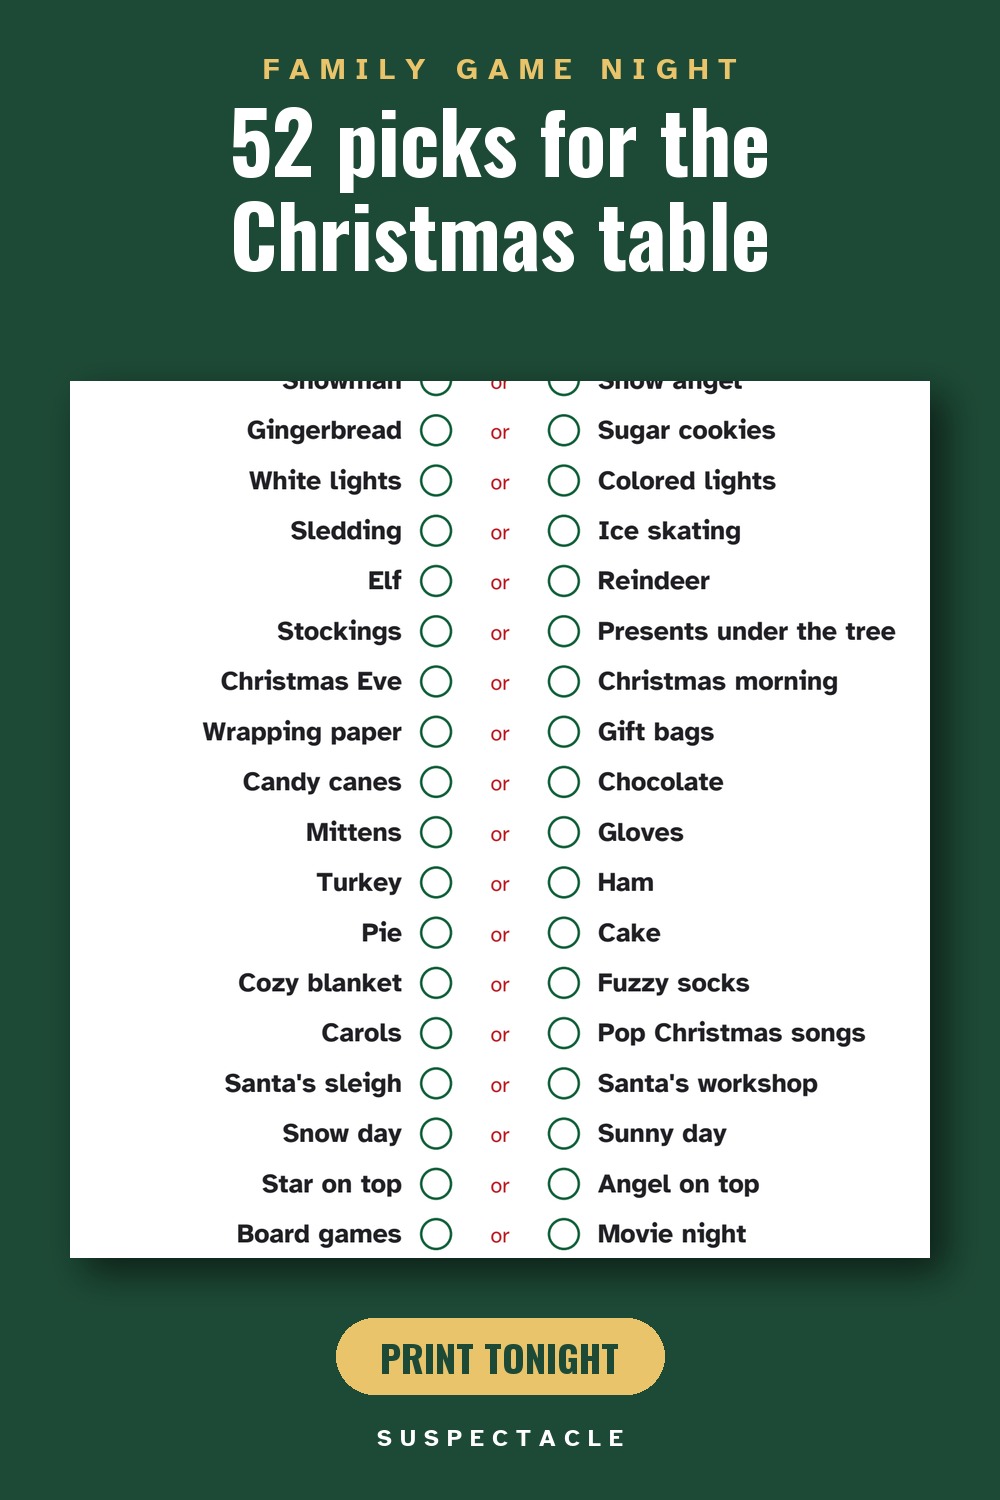 FAMILY GAME NIGHT
52 picks for the
Christmas table
Snowman or Snow angel
Gingerbread or Sugar cookies
White lights or Colored lights
Sledding or Ice skating
Elf or Reindeer
Stockings or Presents under the tree
Christmas Eve or Christmas morning
Wrapping paper or Gift bags
Candy canes or Chocolate
Mittens or Gloves
Turkey or Ham
Pie or Cake
Cozy blanket or Fuzzy socks
Carols or Pop Christmas songs
Santa's sleigh or Santa's workshop
Snow day or Sunny day
Star on top or Angel on top
Board games or Movie night
PRINT TONIGHT
SUSPECTACLE